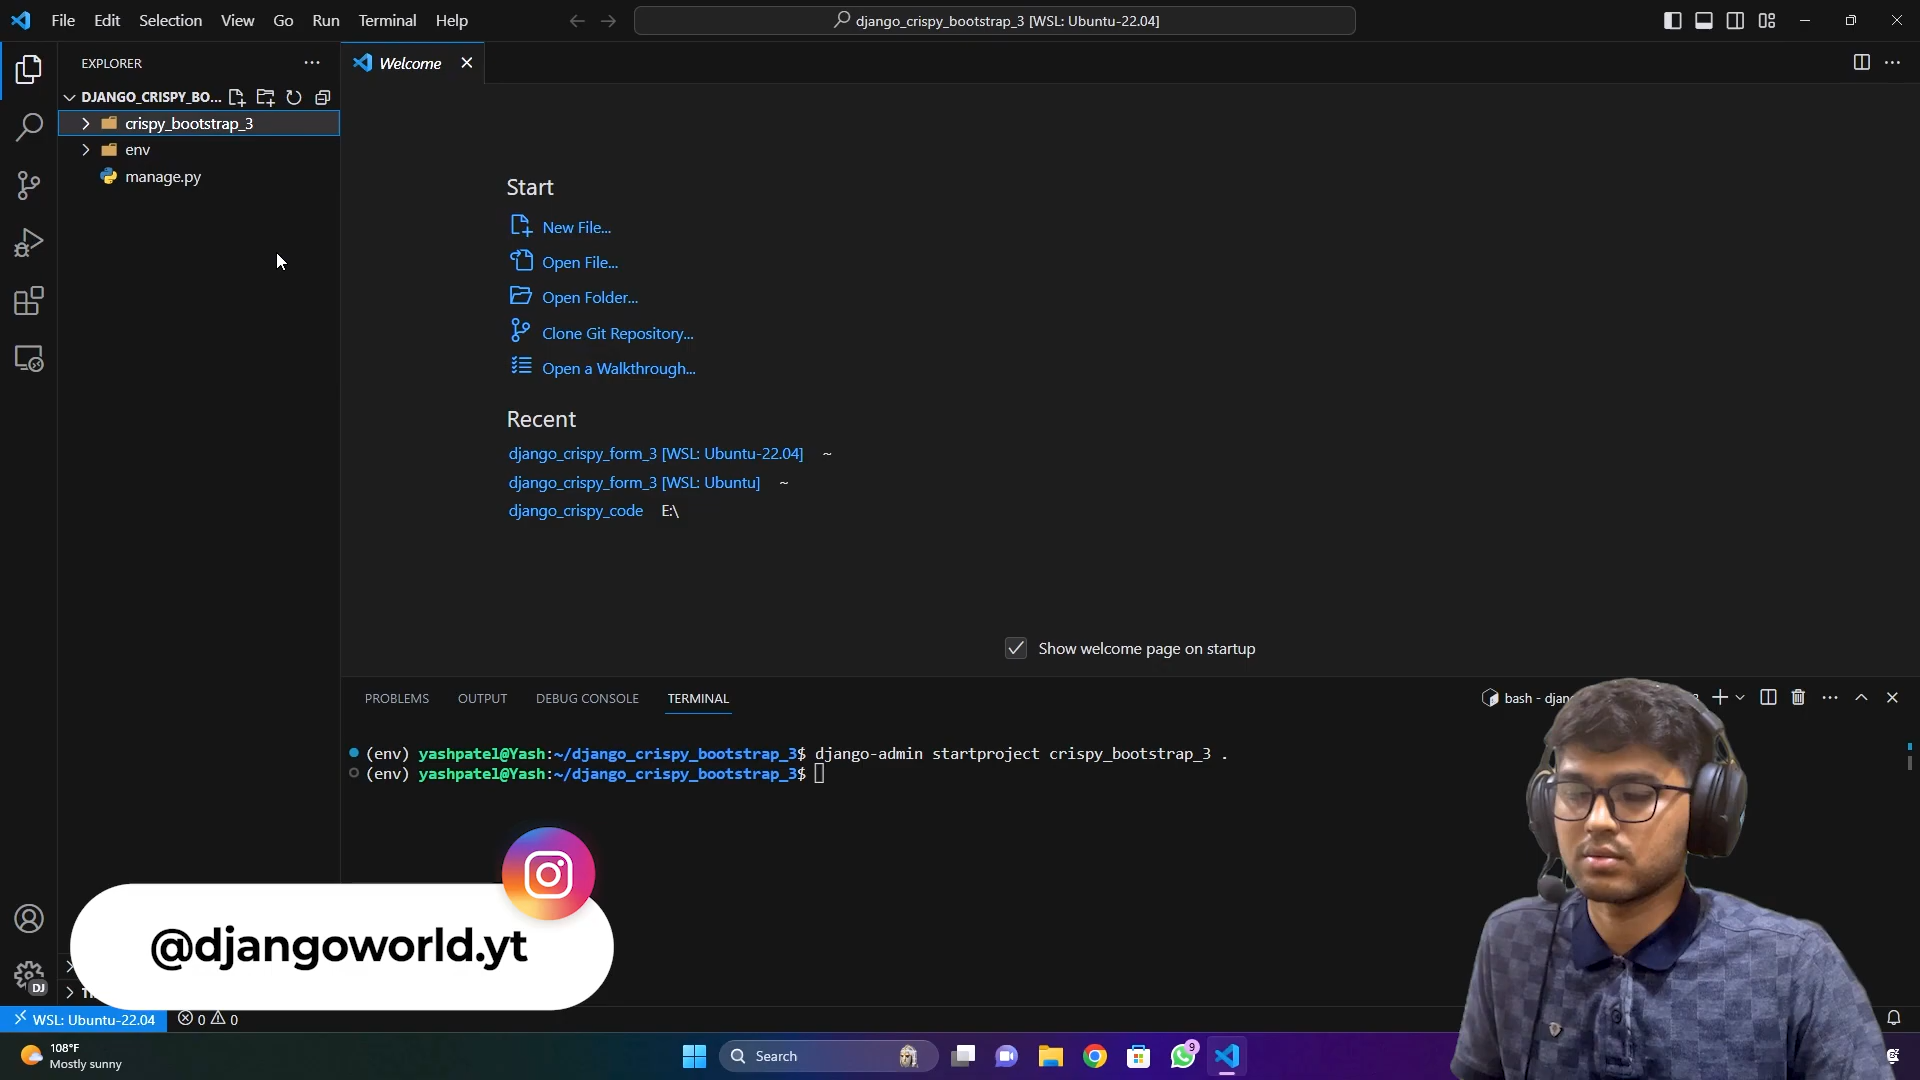 File Edit Selection View Go Run Terminal Help
django_crispy_bootstrap_3 [WSL: Ubuntu-22.04]
EXPLORER
Welcome
DJANGO_CRISPY_BO...
crispy_bootstrap_3
env
manage.py
Start
New File...
Open File...
Open Folder...
Clone Git Repository...
Open a Walkthrough...
Recent
django_crispy_form_3 [WSL: Ubuntu-22.04] ~
django_crispy_form_3 [WSL: Ubuntu] ~
django_crispy_code E:\
Show welcome page on startup
PROBLEMS OUTPUT DEBUG CONSOLE TERMINAL
bash -
(env) yashpatel@Yash:~/django_crispy_bootstrap_3$ django-admin startproject crispy_bootstrap_3 .
(env) yashpatel@Yash:~/django_crispy_bootstrap_3$
@djangoworld.yt
DJ
WSL: Ubuntu-22.04 0 0
108°F
Mostly sunny
Search
9